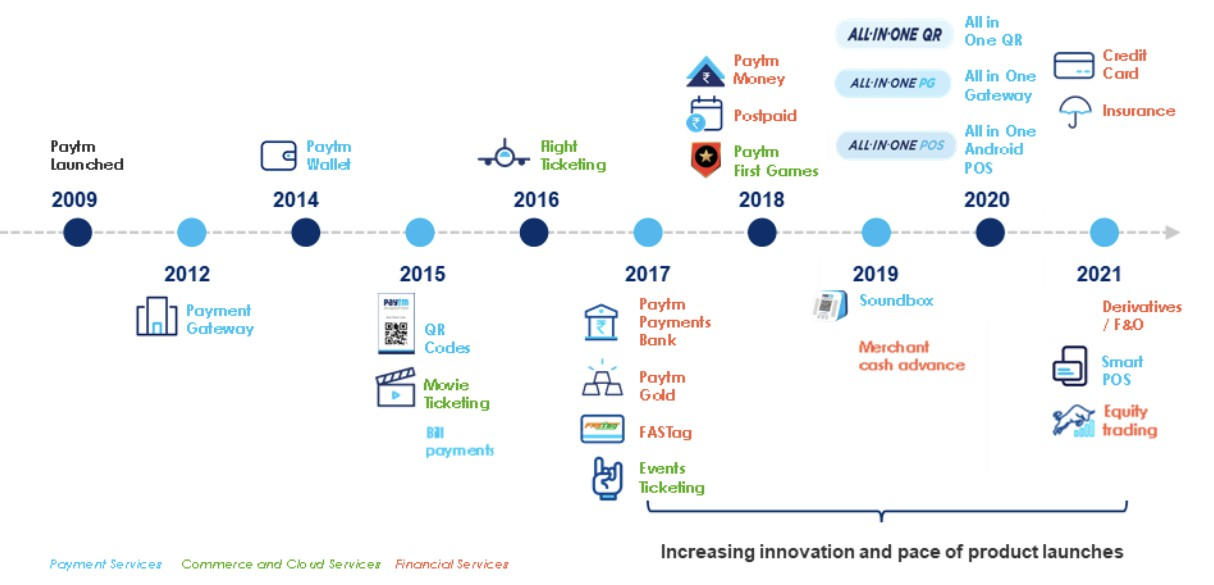 Paytm
Launched
2009
Payment
Gateway
2012
Paytm
Wallet
2014
2015
PAYTM
QR
Codes
Movie
Ticketing
Bill
payments
Flight
Ticketing
2016
2017
Paytm
Payments
Bank
Paytm
Gold
FASTag
Events
Ticketing
Paytm
Money
Postpaid
Paytm
First Games
2018
2019
Soundbox
Merchant
cash advance
ALL·IN·ONE QR
All in
One QR
ALL·IN·ONE PG
All in One
Gateway
ALL·IN·ONE POS
All in One
Android
POS
2020
Credit
Card
Insurance
2021
Derivatives
/ F&O
Smart
POS
Equity
trading
Increasing innovation and pace of product launches
Payment Services Commerce and Cloud Services Financial Services